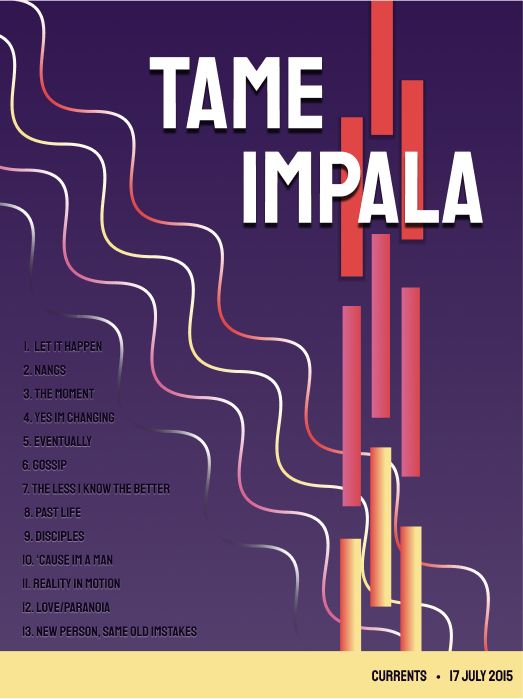 TAME
IMPALA
1. LET IT HAPPEN
2. NANGS
3. THE MOMENT
4. YES IM CHANGING
5. EVENTUALLY
6. GOSSIP
7. THE LESS I KNOW THE BETTER
8. PAST LIFE
9. DISCIPLES
10. 'CAUSE IM A MAN
11. REALITY IN MOTION
12. LOVE/PARANOIA
13. NEW PERSON, SAME OLD IMSTAKES
CURRENTS • 17 JULY 2015